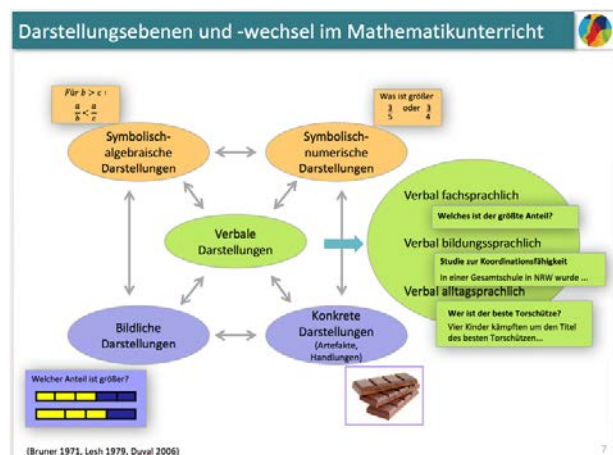 Darstellungsebenen und -wechsel im Mathematikunterricht
Für b > c :
a/b < a/c
Was ist größer
3/5 oder 3/4
Symbolisch-
algebraische
Darstellungen
Symbolisch-
numerische
Darstellungen
Verbale
Darstellungen
Verbal fachsprachlich
Welches ist der größte Anteil?
Verbal bildungssprachlich
Studie zur Koordinationsfähigkeit
In einer Gesamtschule in NRW wurde ...
Verbal alltagsprachlich
Wer ist der beste Torschütze?
Vier Kinder kämpften um den Titel
des besten Torschützen...
Bildliche
Darstellungen
Konkrete
Darstellungen
(Artefakte,
Handlungen)
Welcher Anteil ist größer?
(Bruner 1971, Lesh 1979, Duval 2006)
7